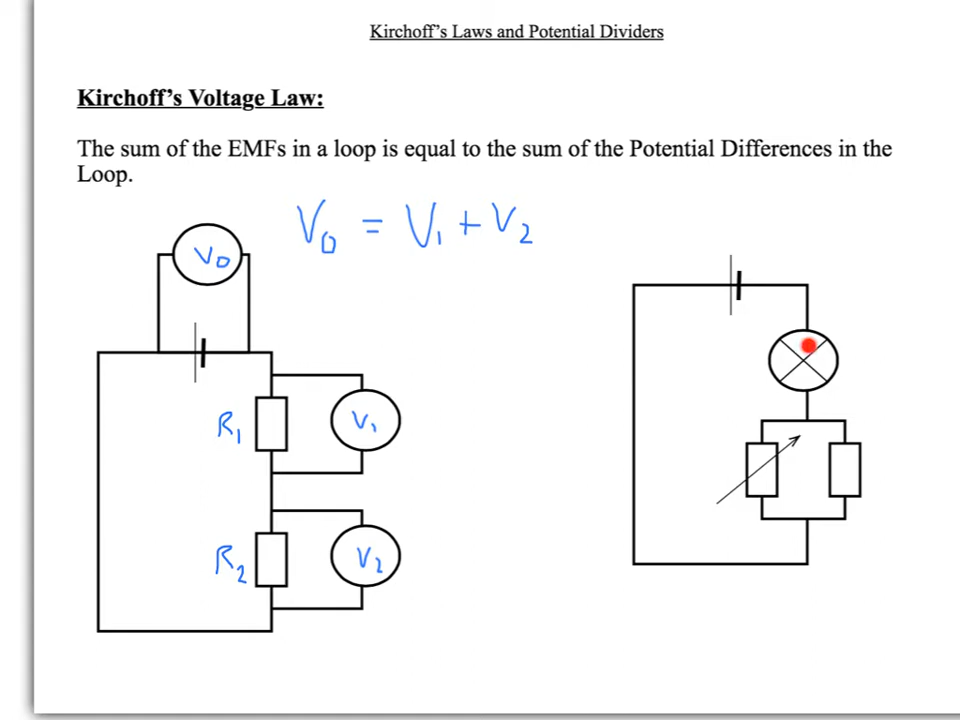 Kirchoff's Laws and Potential Dividers
Kirchoff's Voltage Law:
The sum of the EMFs in a loop is equal to the sum of the Potential Differences in the
Loop.
V₀ = V₁ + V₂
V₀
R₁
V₁
R₂
V₂